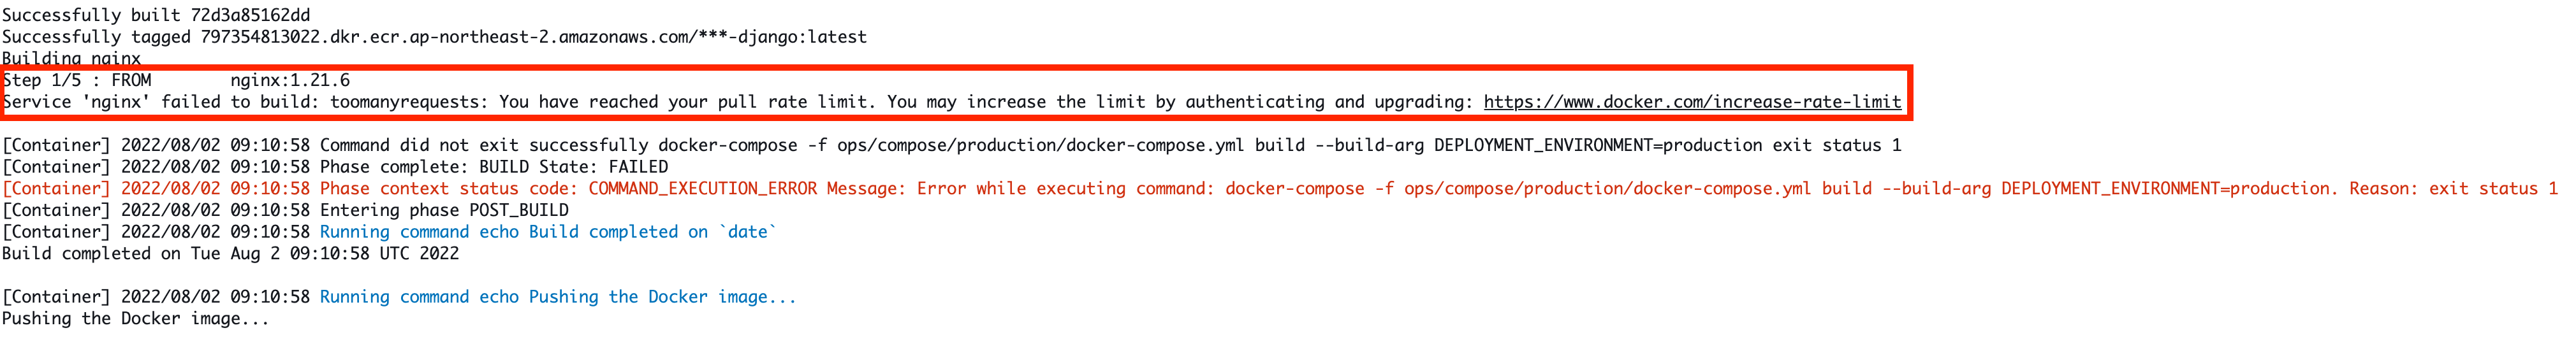 Successfully built 72d3a85162dd
Successfully tagged 797354813022.dkr.ecr.ap-northeast-2.amazonaws.com/***-django:latest
Building nginx
Step 1/5 : FROM nginx:1.21.6
Service 'nginx' failed to build: toomanyrequests: You have reached your pull rate limit. You may increase the limit by authenticating and upgrading: https://www.docker.com/increase-rate-limit
[Container] 2022/08/02 09:10:58 Command did not exit successfully docker-compose -f ops/compose/production/docker-compose.yml build --build-arg DEPLOYMENT_ENVIRONMENT=production exit status 1
[Container] 2022/08/02 09:10:58 Phase complete: BUILD State: FAILED
[Container] 2022/08/02 09:10:58 Phase context status code: COMMAND_EXECUTION_ERROR Message: Error while executing command: docker-compose -f ops/compose/production/docker-compose.yml build --build-arg DEPLOYMENT_ENVIRONMENT=production. Reason: exit status 1
[Container] 2022/08/02 09:10:58 Entering phase POST_BUILD
[Container] 2022/08/02 09:10:58 Running command echo Build completed on `date`
Build completed on Tue Aug 2 09:10:58 UTC 2022
[Container] 2022/08/02 09:10:58 Running command echo Pushing the Docker image...
Pushing the Docker image...